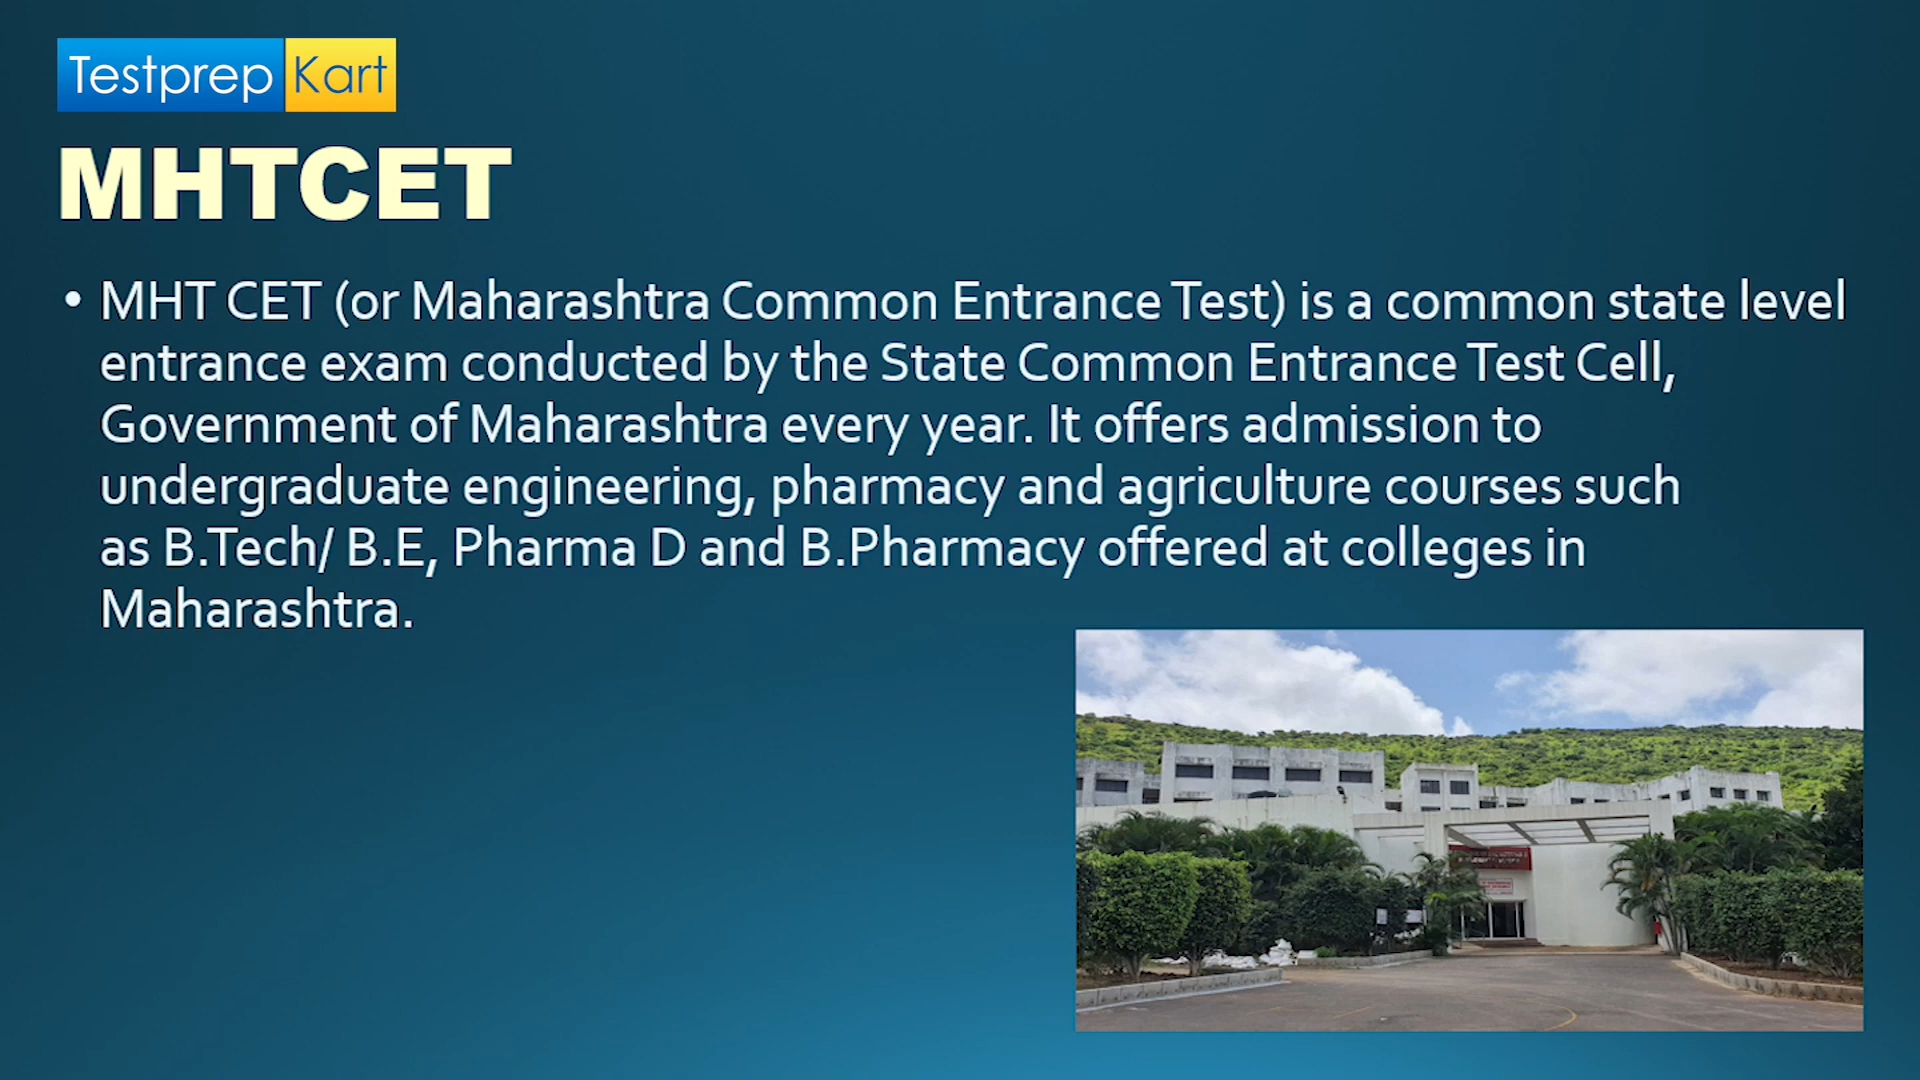 Testprep Kart
MHTCET
• MHT CET (or Maharashtra Common Entrance Test) is a common state level
entrance exam conducted by the State Common Entrance Test Cell,
Government of Maharashtra every year. It offers admission to
undergraduate engineering, pharmacy and agriculture courses such
as B.Tech/ B.E, Pharma D and B.Pharmacy offered at colleges in
Maharashtra.